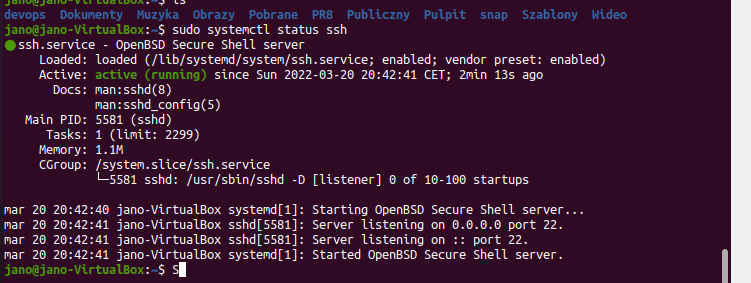 devops Dokumenty Muzyka Obrazy Pobrane PR8 Publiczny Pulpit snap Szablony Wideo
jano@jano-VirtualBox:~$ sudo systemctl status ssh
● ssh.service - OpenBSD Secure Shell server
Loaded: loaded (/lib/systemd/system/ssh.service; enabled; vendor preset: enabled)
Active: active (running) since Sun 2022-03-20 20:42:41 CET; 2min 13s ago
Docs: man:sshd(8)
man:sshd_config(5)
Main PID: 5581 (sshd)
Tasks: 1 (limit: 2299)
Memory: 1.1M
CGroup: /system.slice/ssh.service
└─5581 sshd: /usr/sbin/sshd -D [listener] 0 of 10-100 startups
mar 20 20:42:40 jano-VirtualBox systemd[1]: Starting OpenBSD Secure Shell server...
mar 20 20:42:41 jano-VirtualBox sshd[5581]: Server listening on 0.0.0.0 port 22.
mar 20 20:42:41 jano-VirtualBox sshd[5581]: Server listening on :: port 22.
mar 20 20:42:41 jano-VirtualBox systemd[1]: Started OpenBSD Secure Shell server.
jano@jano-VirtualBox:~$ S